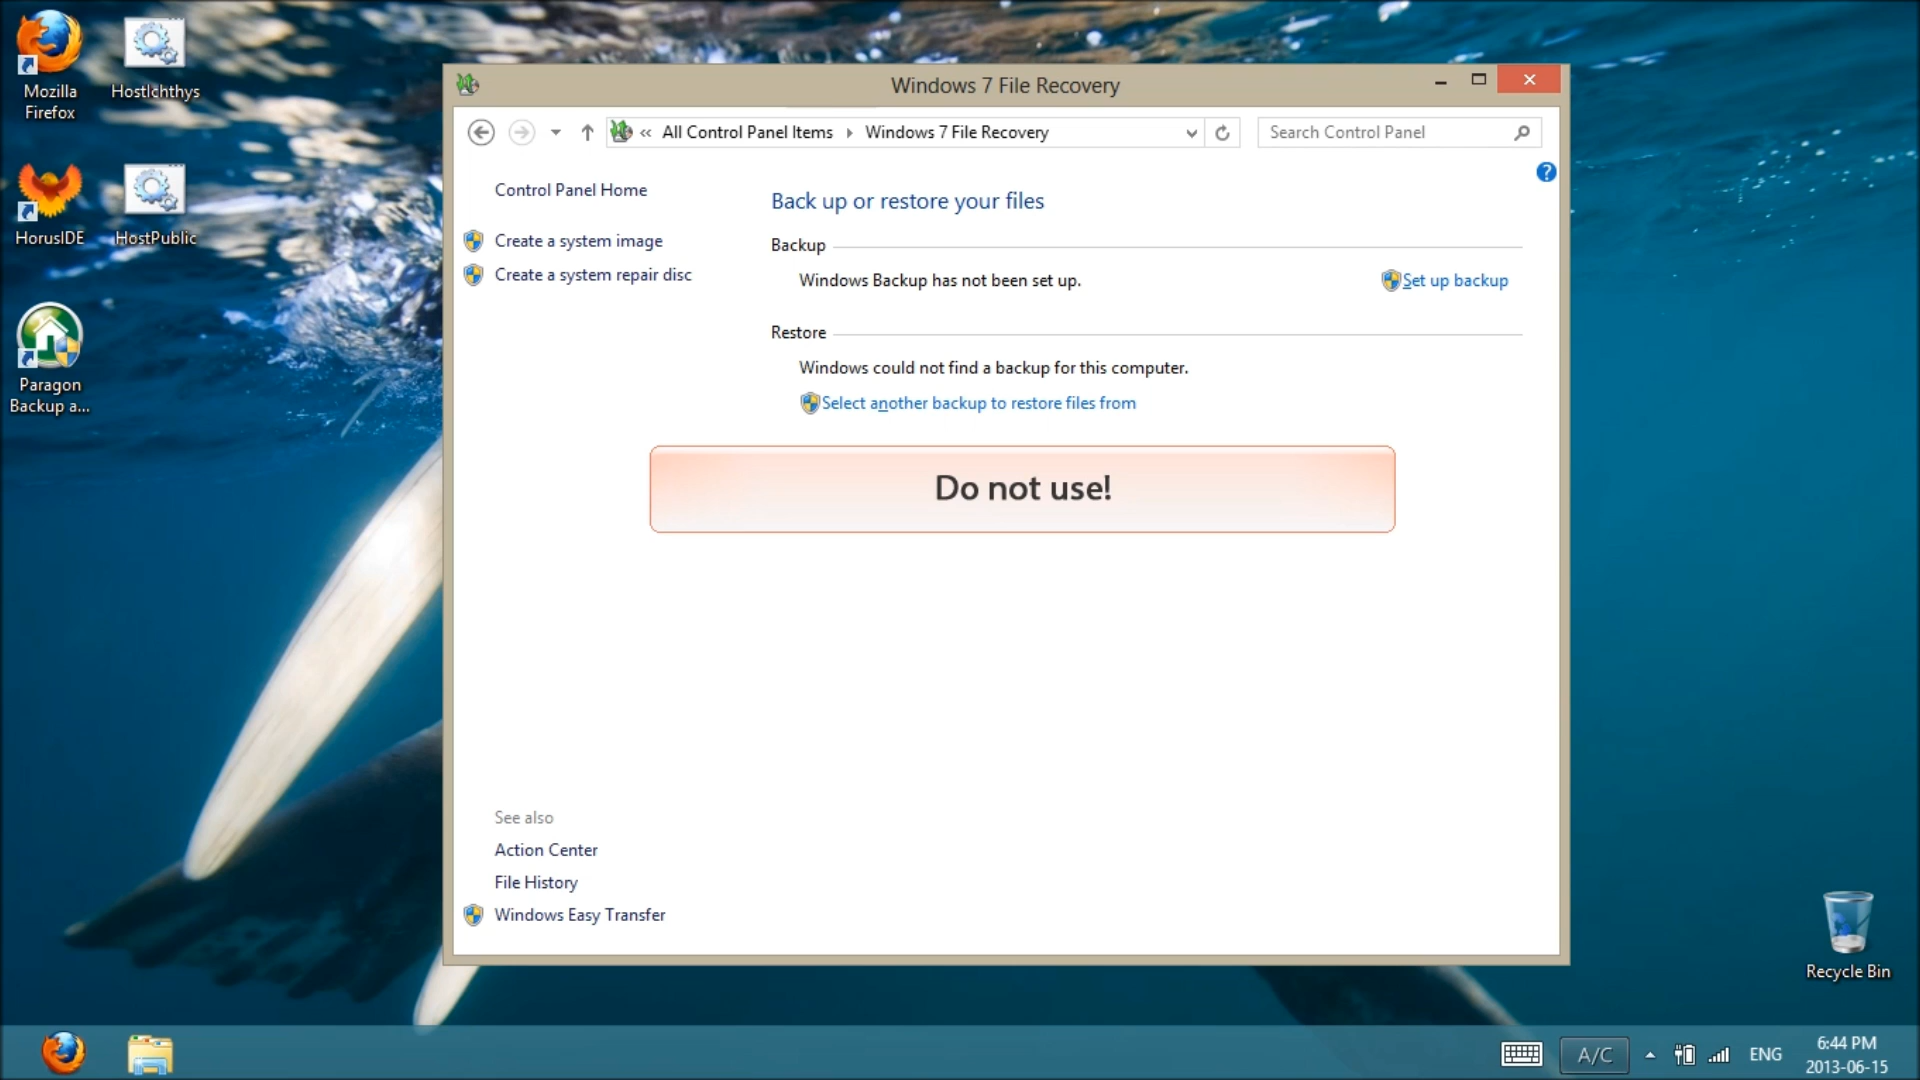 Mozilla
Firefox
HostIchthys
HorusIDE
HostPublic
Paragon
Backup a...
Windows 7 File Recovery
« All Control Panel Items Windows 7 File Recovery
Search Control Panel
?
Control Panel Home
Create a system image
Create a system repair disc
Back up or restore your files
Backup
Windows Backup has not been set up.
Set up backup
Restore
Windows could not find a backup for this computer.
Select another backup to restore files from
Do not use!
See also
Action Center
File History
Windows Easy Transfer
Recycle Bin
A/C
ENG
6:44 PM
2013-06-15